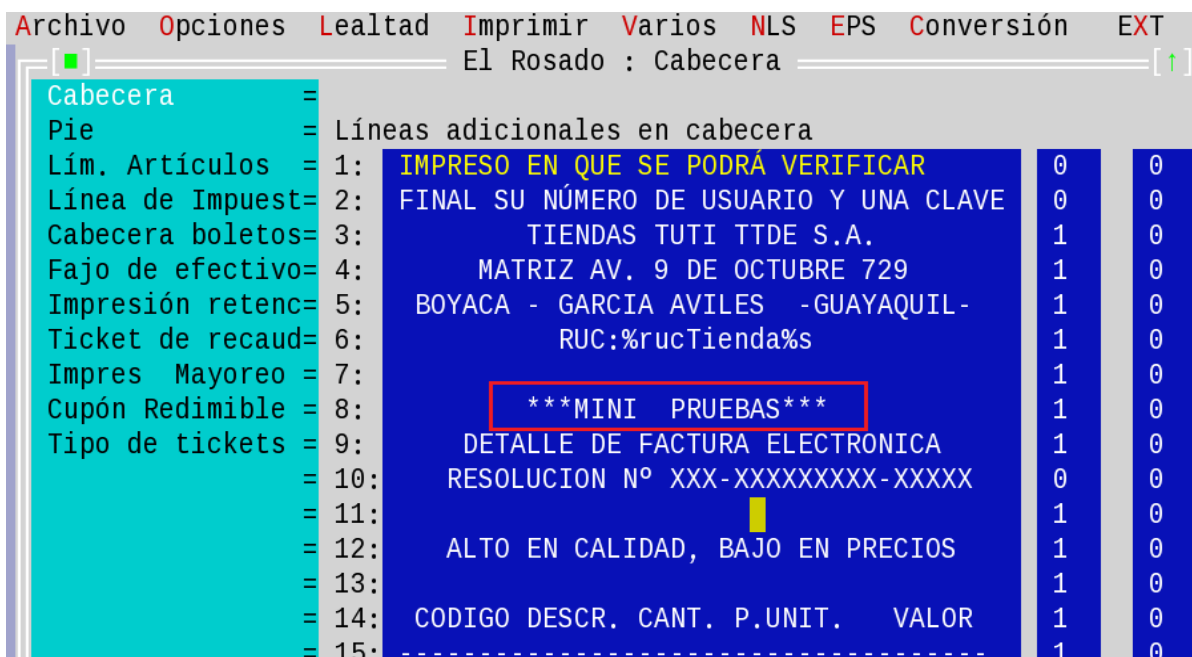 Archivo Opciones Lealtad Imprimir Varios NLS EPS Conversión EXT
[■] El Rosado : Cabecera [↑]
Cabecera =
Pie = Líneas adicionales en cabecera
Lím. Artículos = 1: IMPRESO EN QUE SE PODRÁ VERIFICAR 0 0
Línea de Impuest= 2: FINAL SU NÚMERO DE USUARIO Y UNA CLAVE 0 0
Cabecera boletos= 3: TIENDAS TUTI TTDE S.A. 1 0
Fajo de efectivo= 4: MATRIZ AV. 9 DE OCTUBRE 729 1 0
Impresión retenc= 5: BOYACA - GARCIA AVILES -GUAYAQUIL- 1 0
Ticket de recaud= 6: RUC:%rucTienda%s 1 0
Impres Mayoreo = 7: 1 0
Cupón Redimible = 8: ***MINI PRUEBAS*** 1 0
Tipo de tickets = 9: DETALLE DE FACTURA ELECTRONICA 1 0
= 10: RESOLUCION Nº XXX-XXXXXXXXX-XXXXX 0 0
= 11: 1 0
= 12: ALTO EN CALIDAD, BAJO EN PRECIOS 1 0
= 13: 1 0
= 14: CODIGO DESCR. CANT. P.UNIT. VALOR 1 0
= 15: ------------------------------------- 1 0